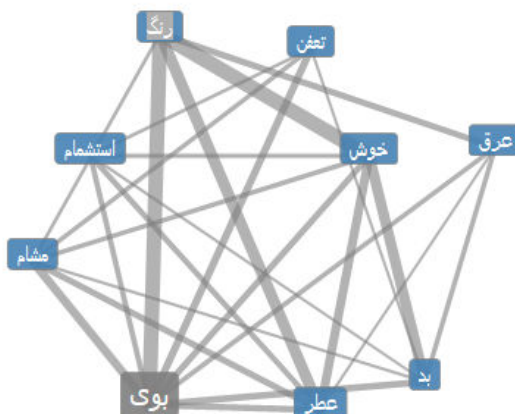 رنگ
تعفن
عرق
خوش
استشمام
مشام
بد
عطر
بوی